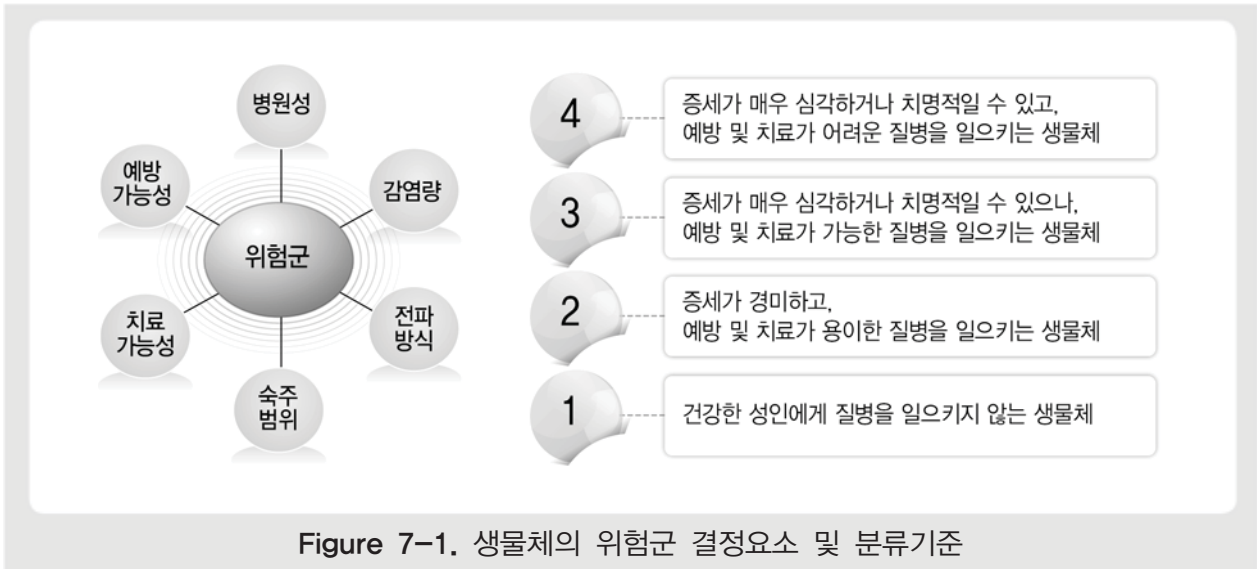 병원성
예방
가능성
감염량
위험군
치료
가능성
전파
방식
숙주
범위
4
증세가 매우 심각하거나 치명적일 수 있고,
예방 및 치료가 어려운 질병을 일으키는 생물체
3
증세가 매우 심각하거나 치명적일 수 있으나,
예방 및 치료가 가능한 질병을 일으키는 생물체
2
증세가 경미하고,
예방 및 치료가 용이한 질병을 일으키는 생물체
1
건강한 성인에게 질병을 일으키지 않는 생물체
Figure 7-1. 생물체의 위험군 결정요소 및 분류기준